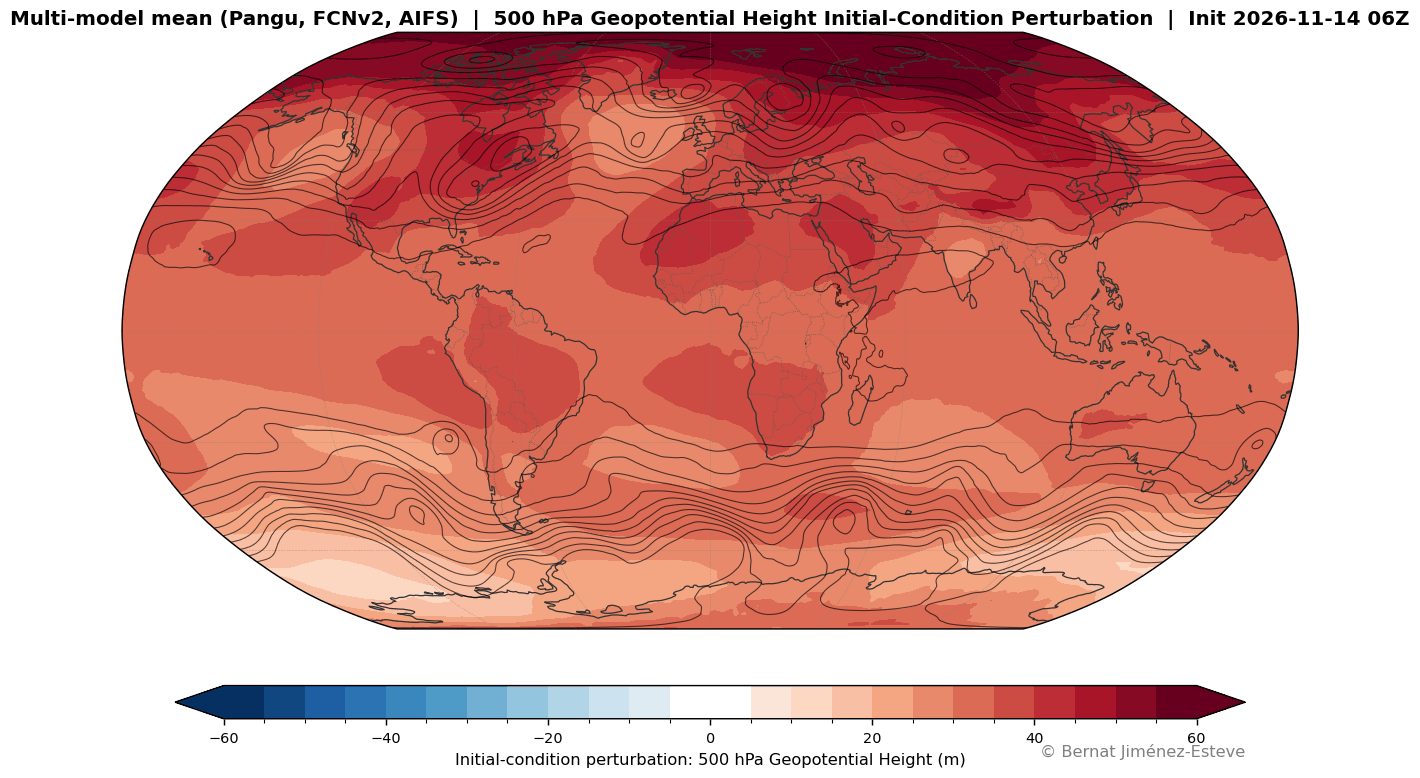 Multi-model mean (Pangu, FCNv2, AIFS)  |  500 hPa Geopotential Height Initial-Condition Perturbation  |  Init 2026-11-14 06Z
−60 −40 −20 0 20 40 60
Initial-condition perturbation: 500 hPa Geopotential Height (m)
© Bernat Jiménez-Esteve